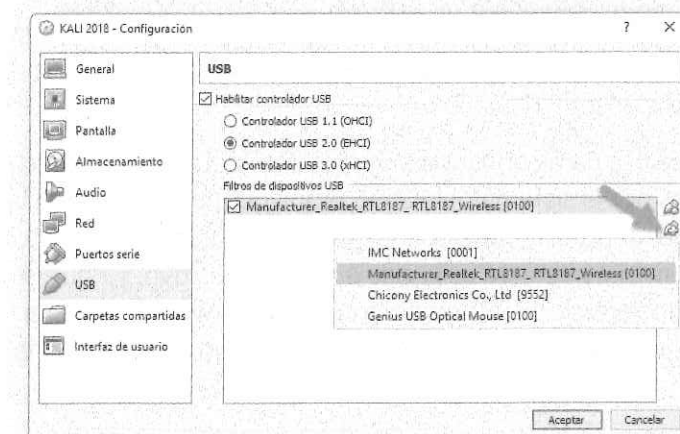 KALI 2018 - Configuración
? ×
General
Sistema
Pantalla
Almacenamiento
Audio
Red
Puertos serie
USB
Carpetas compartidas
Interfaz de usuario
USB
Habilitar controlador USB
Controlador USB 1.1 (OHCI)
Controlador USB 2.0 (EHCI)
Controlador USB 3.0 (xHCI)
Filtros de dispositivos USB
Manufacturer_Realtek_RTL8187_ RTL8187_Wireless [0100]
IMC Networks [0001]
Manufacturer_Realtek_RTL8187_ RTL8187_Wireless [0100]
Chicony Electronics Co., Ltd [9552]
Genius USB Optical Mouse [0100]
Aceptar
Cancelar